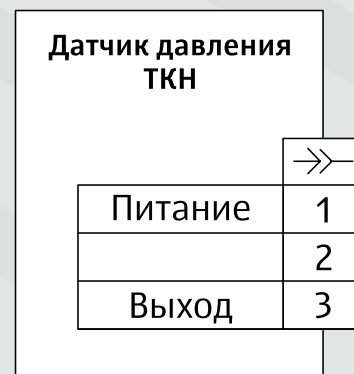 Датчик давления
ТКН
Питание 1
2
Выход 3